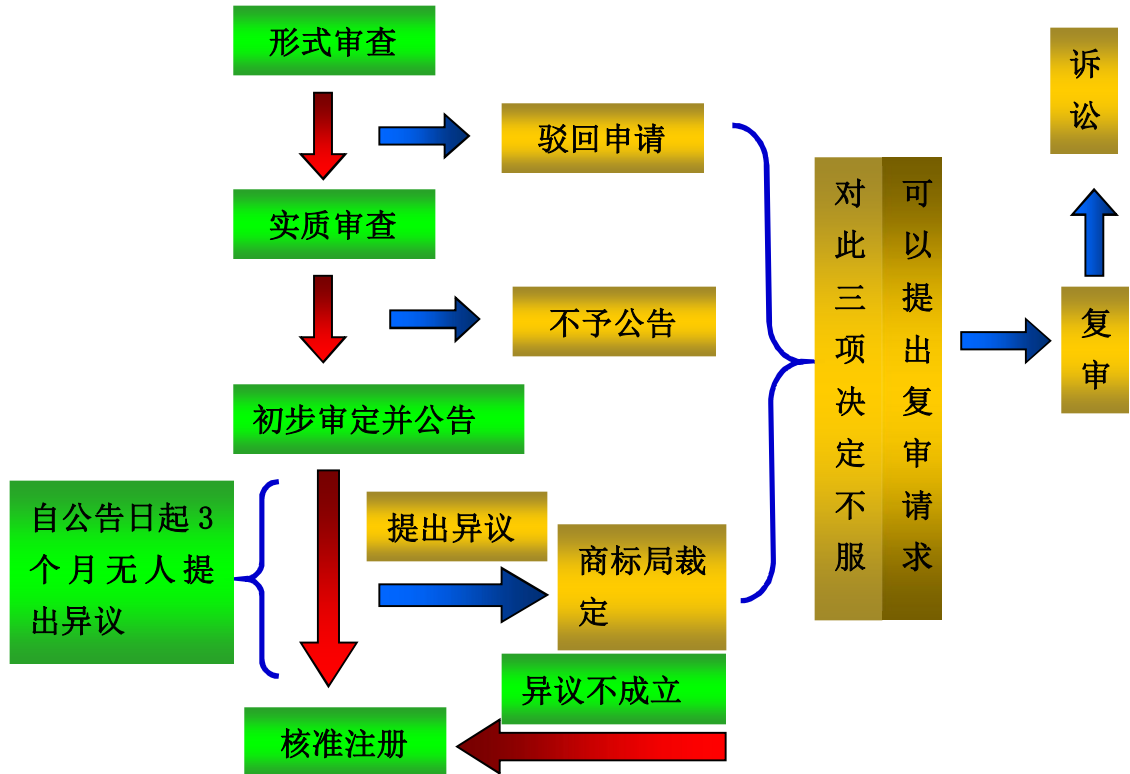 形式审查
驳回申请
实质审查
不予公告
初步审定并公告
自公告日起3
个月无人提
出异议
提出异议
商标局裁
定
异议不成立
核准注册
对此三项决定不服
可以提出复审请求
复审
诉讼